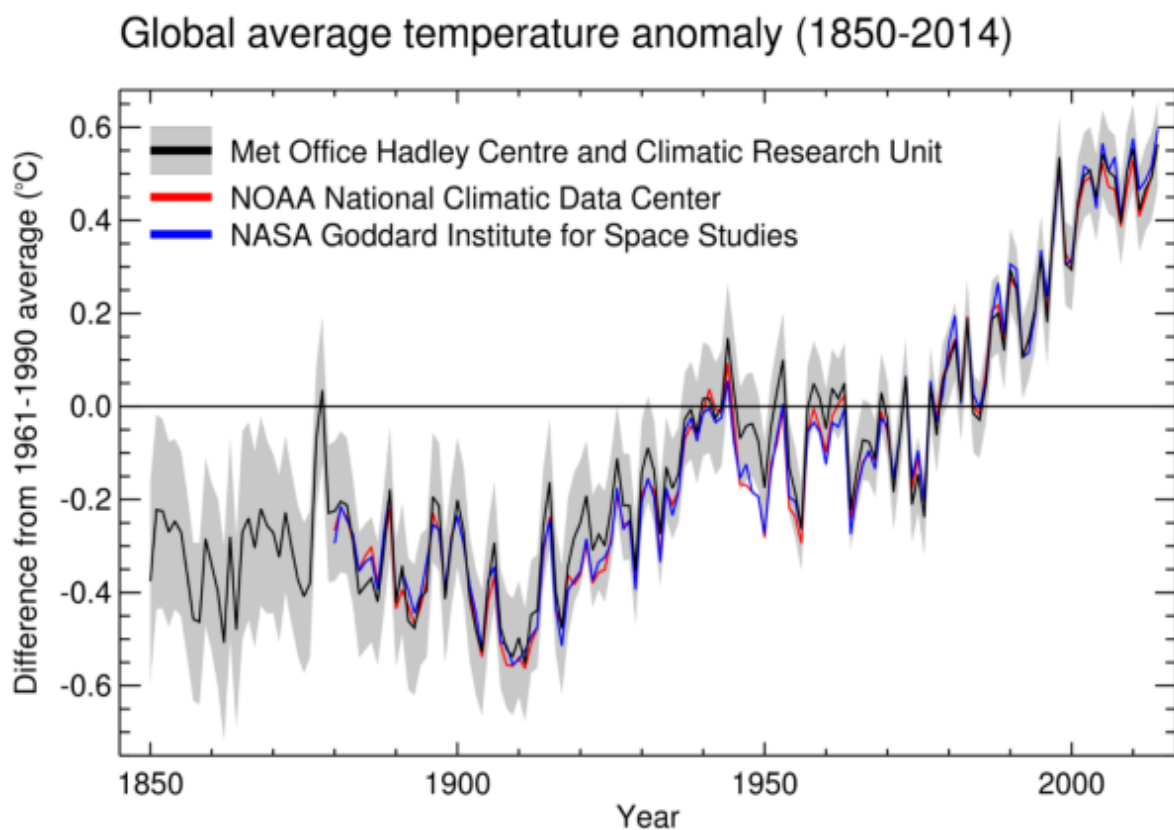 Global average temperature anomaly (1850-2014)
Difference from 1961-1990 average (°C)
0.6
0.4
0.2
0.0
-0.2
-0.4
-0.6
Met Office Hadley Centre and Climatic Research Unit
NOAA National Climatic Data Center
NASA Goddard Institute for Space Studies
1850 1900 1950 2000
Year